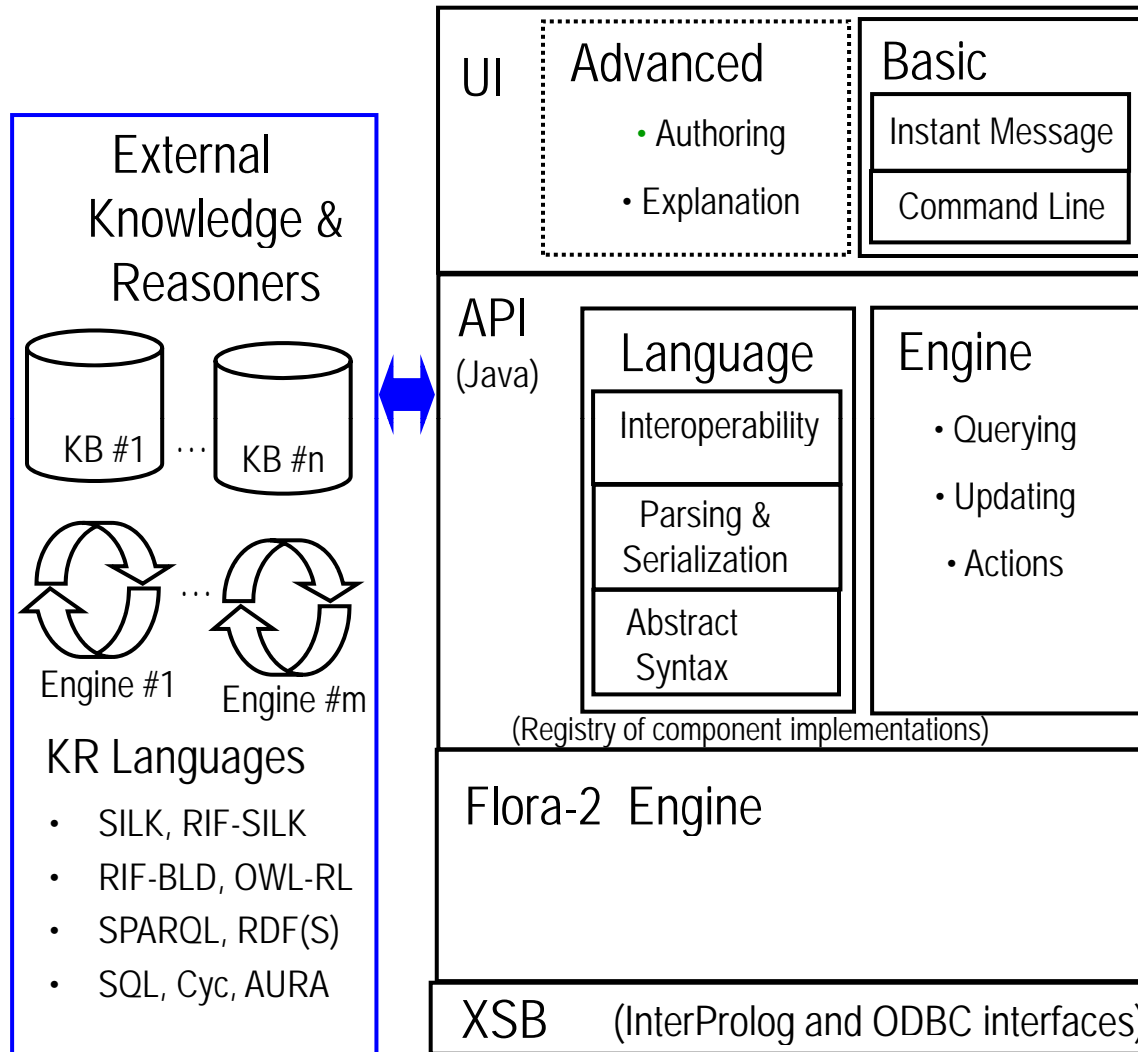 External
Knowledge &
Reasoners
KB #1
...
KB #n
...
Engine #1
Engine #m
KR Languages
• SILK, RIF-SILK
• RIF-BLD, OWL-RL
• SPARQL, RDF(S)
• SQL, Cyc, AURA
UI
Advanced
• Authoring
• Explanation
Basic
Instant Message
Command Line
API
(Java)
Language
Interoperability
Parsing &
Serialization
Abstract
Syntax
Engine
• Querying
• Updating
• Actions
(Registry of component implementations)
Flora-2 Engine
XSB (InterProlog and ODBC interfaces)